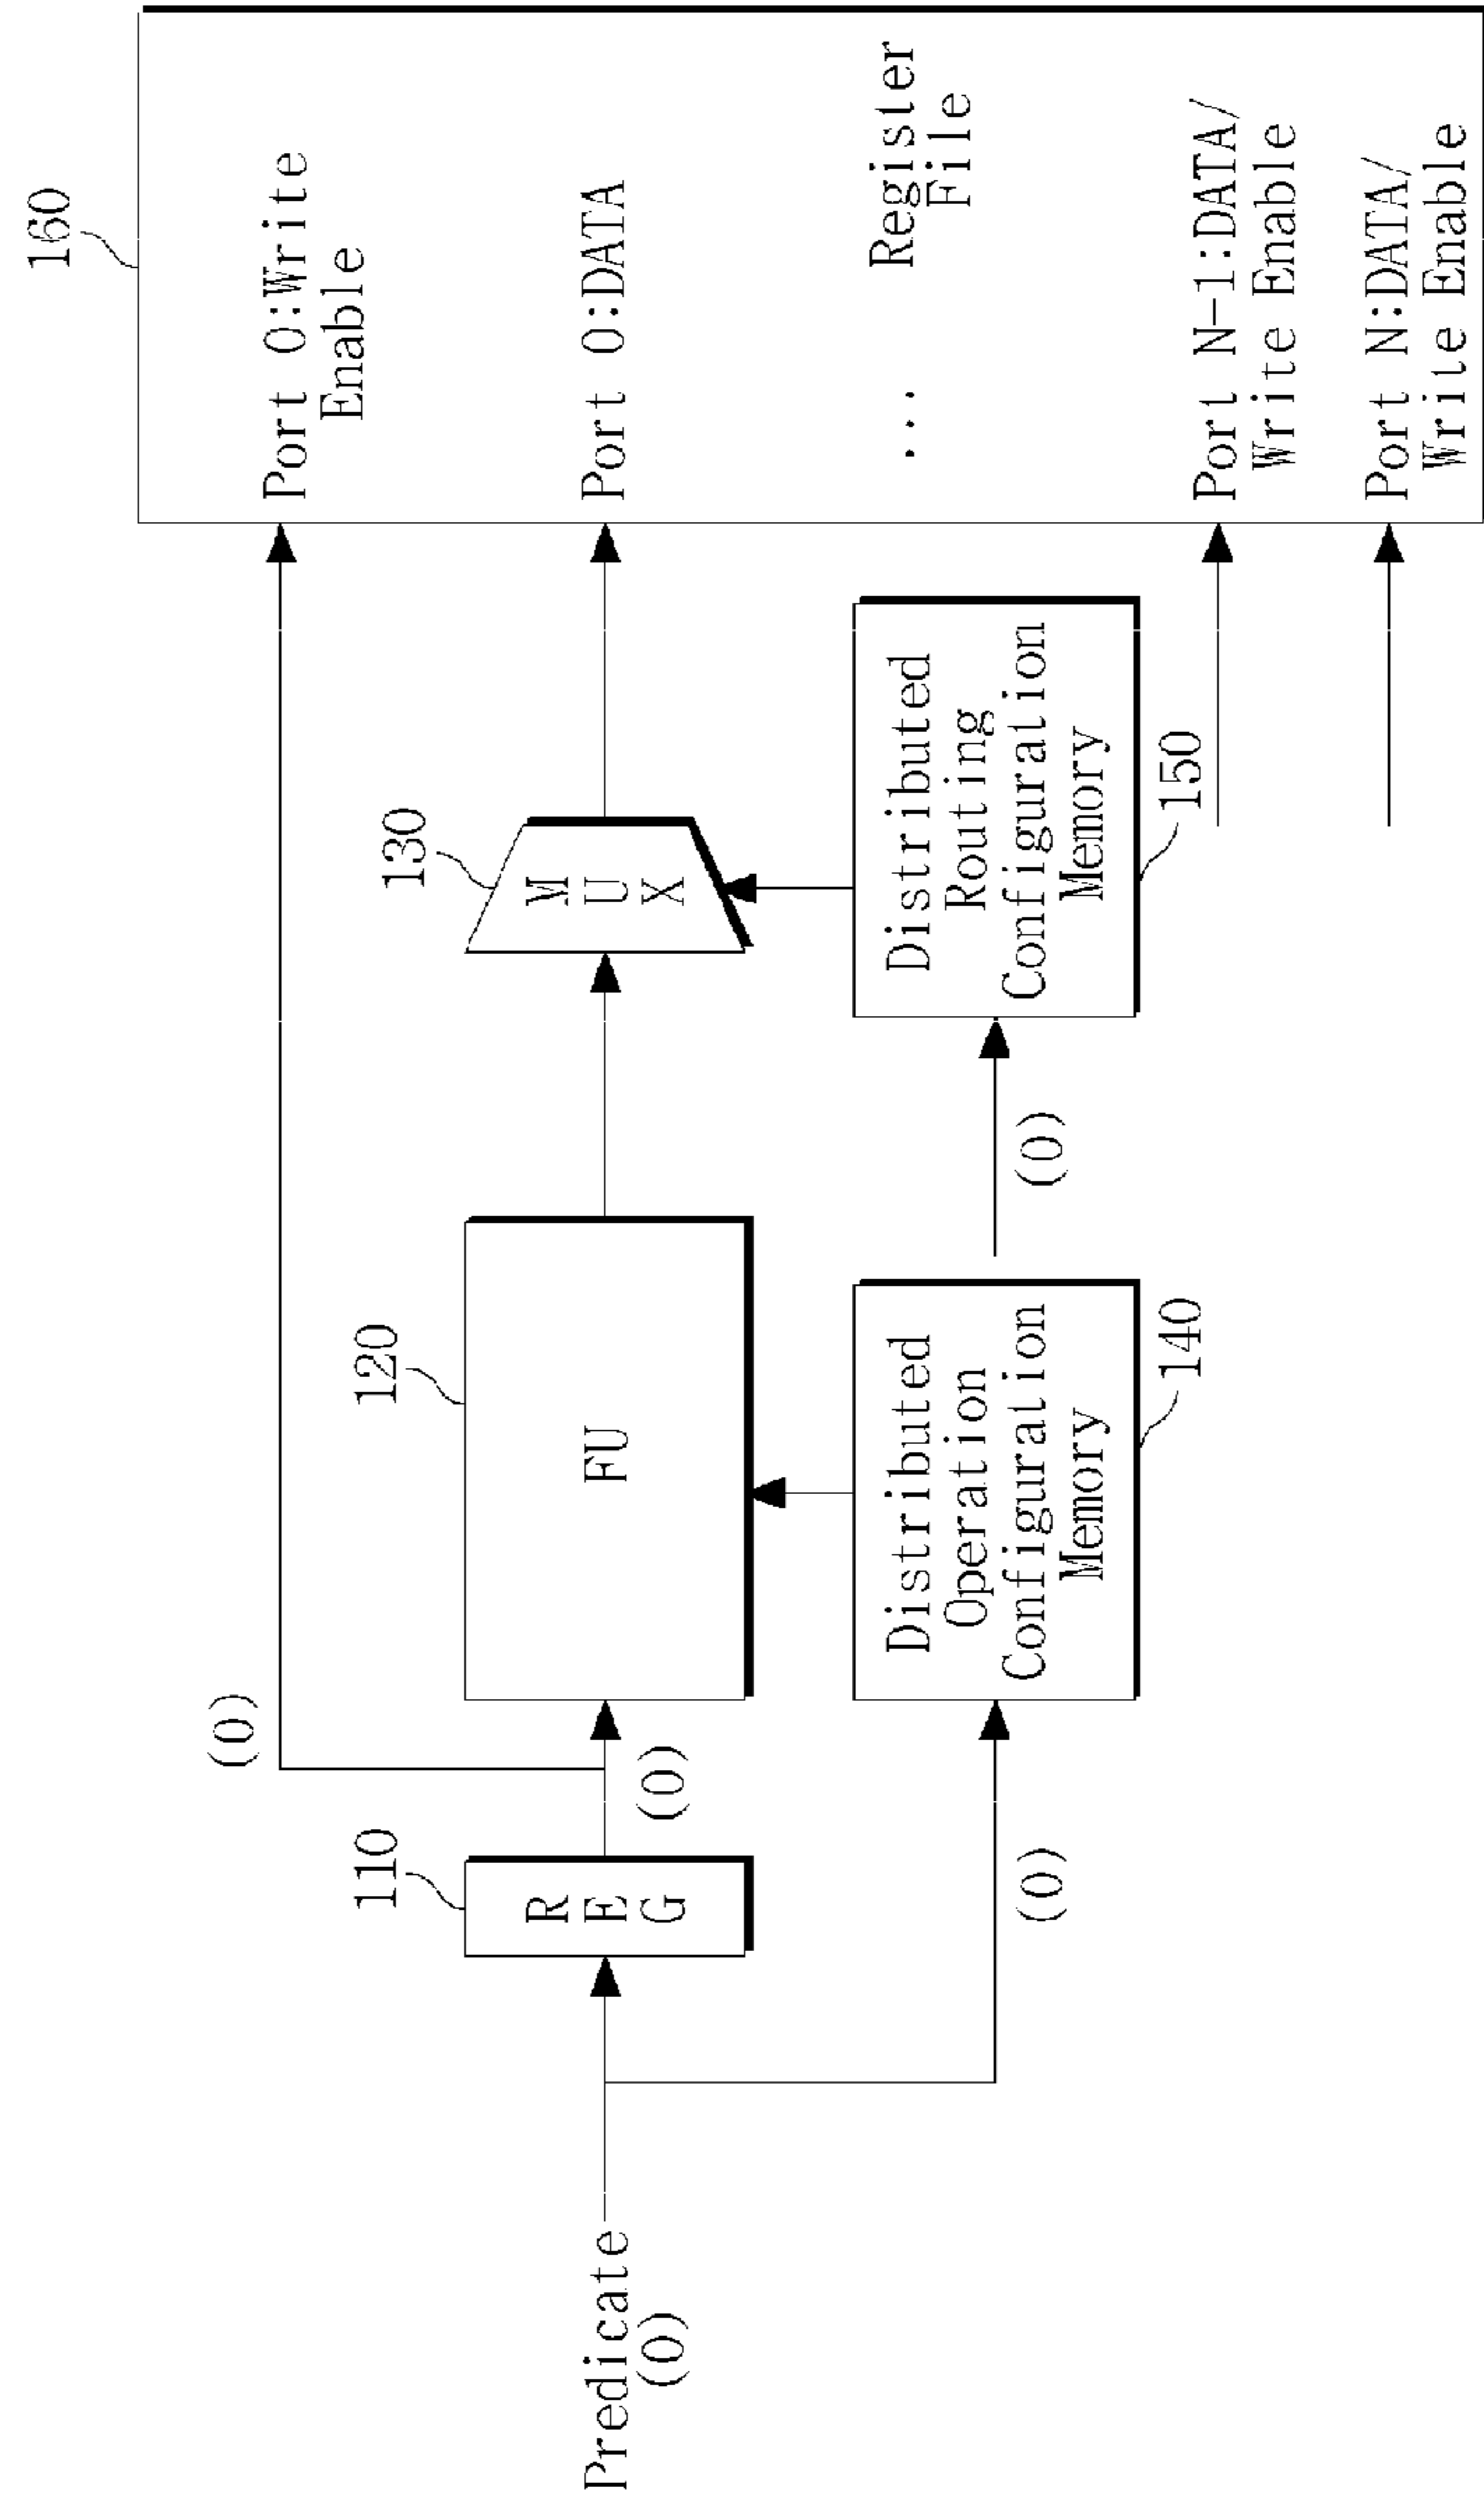 160
Port 0:Write
Enable
(0)
110
120
130
Predicate
(0)
R
E
G
(0)
FU
M
U
X
Port 0:DATA
(0)
Distributed
Operation
Configuration
Memory
140
(0)
Distributed
Routing
Configuration
Memory
150
...
Register
File
Port N-1:DATA/
Write Enable
Port N:DATA/
Write Enable